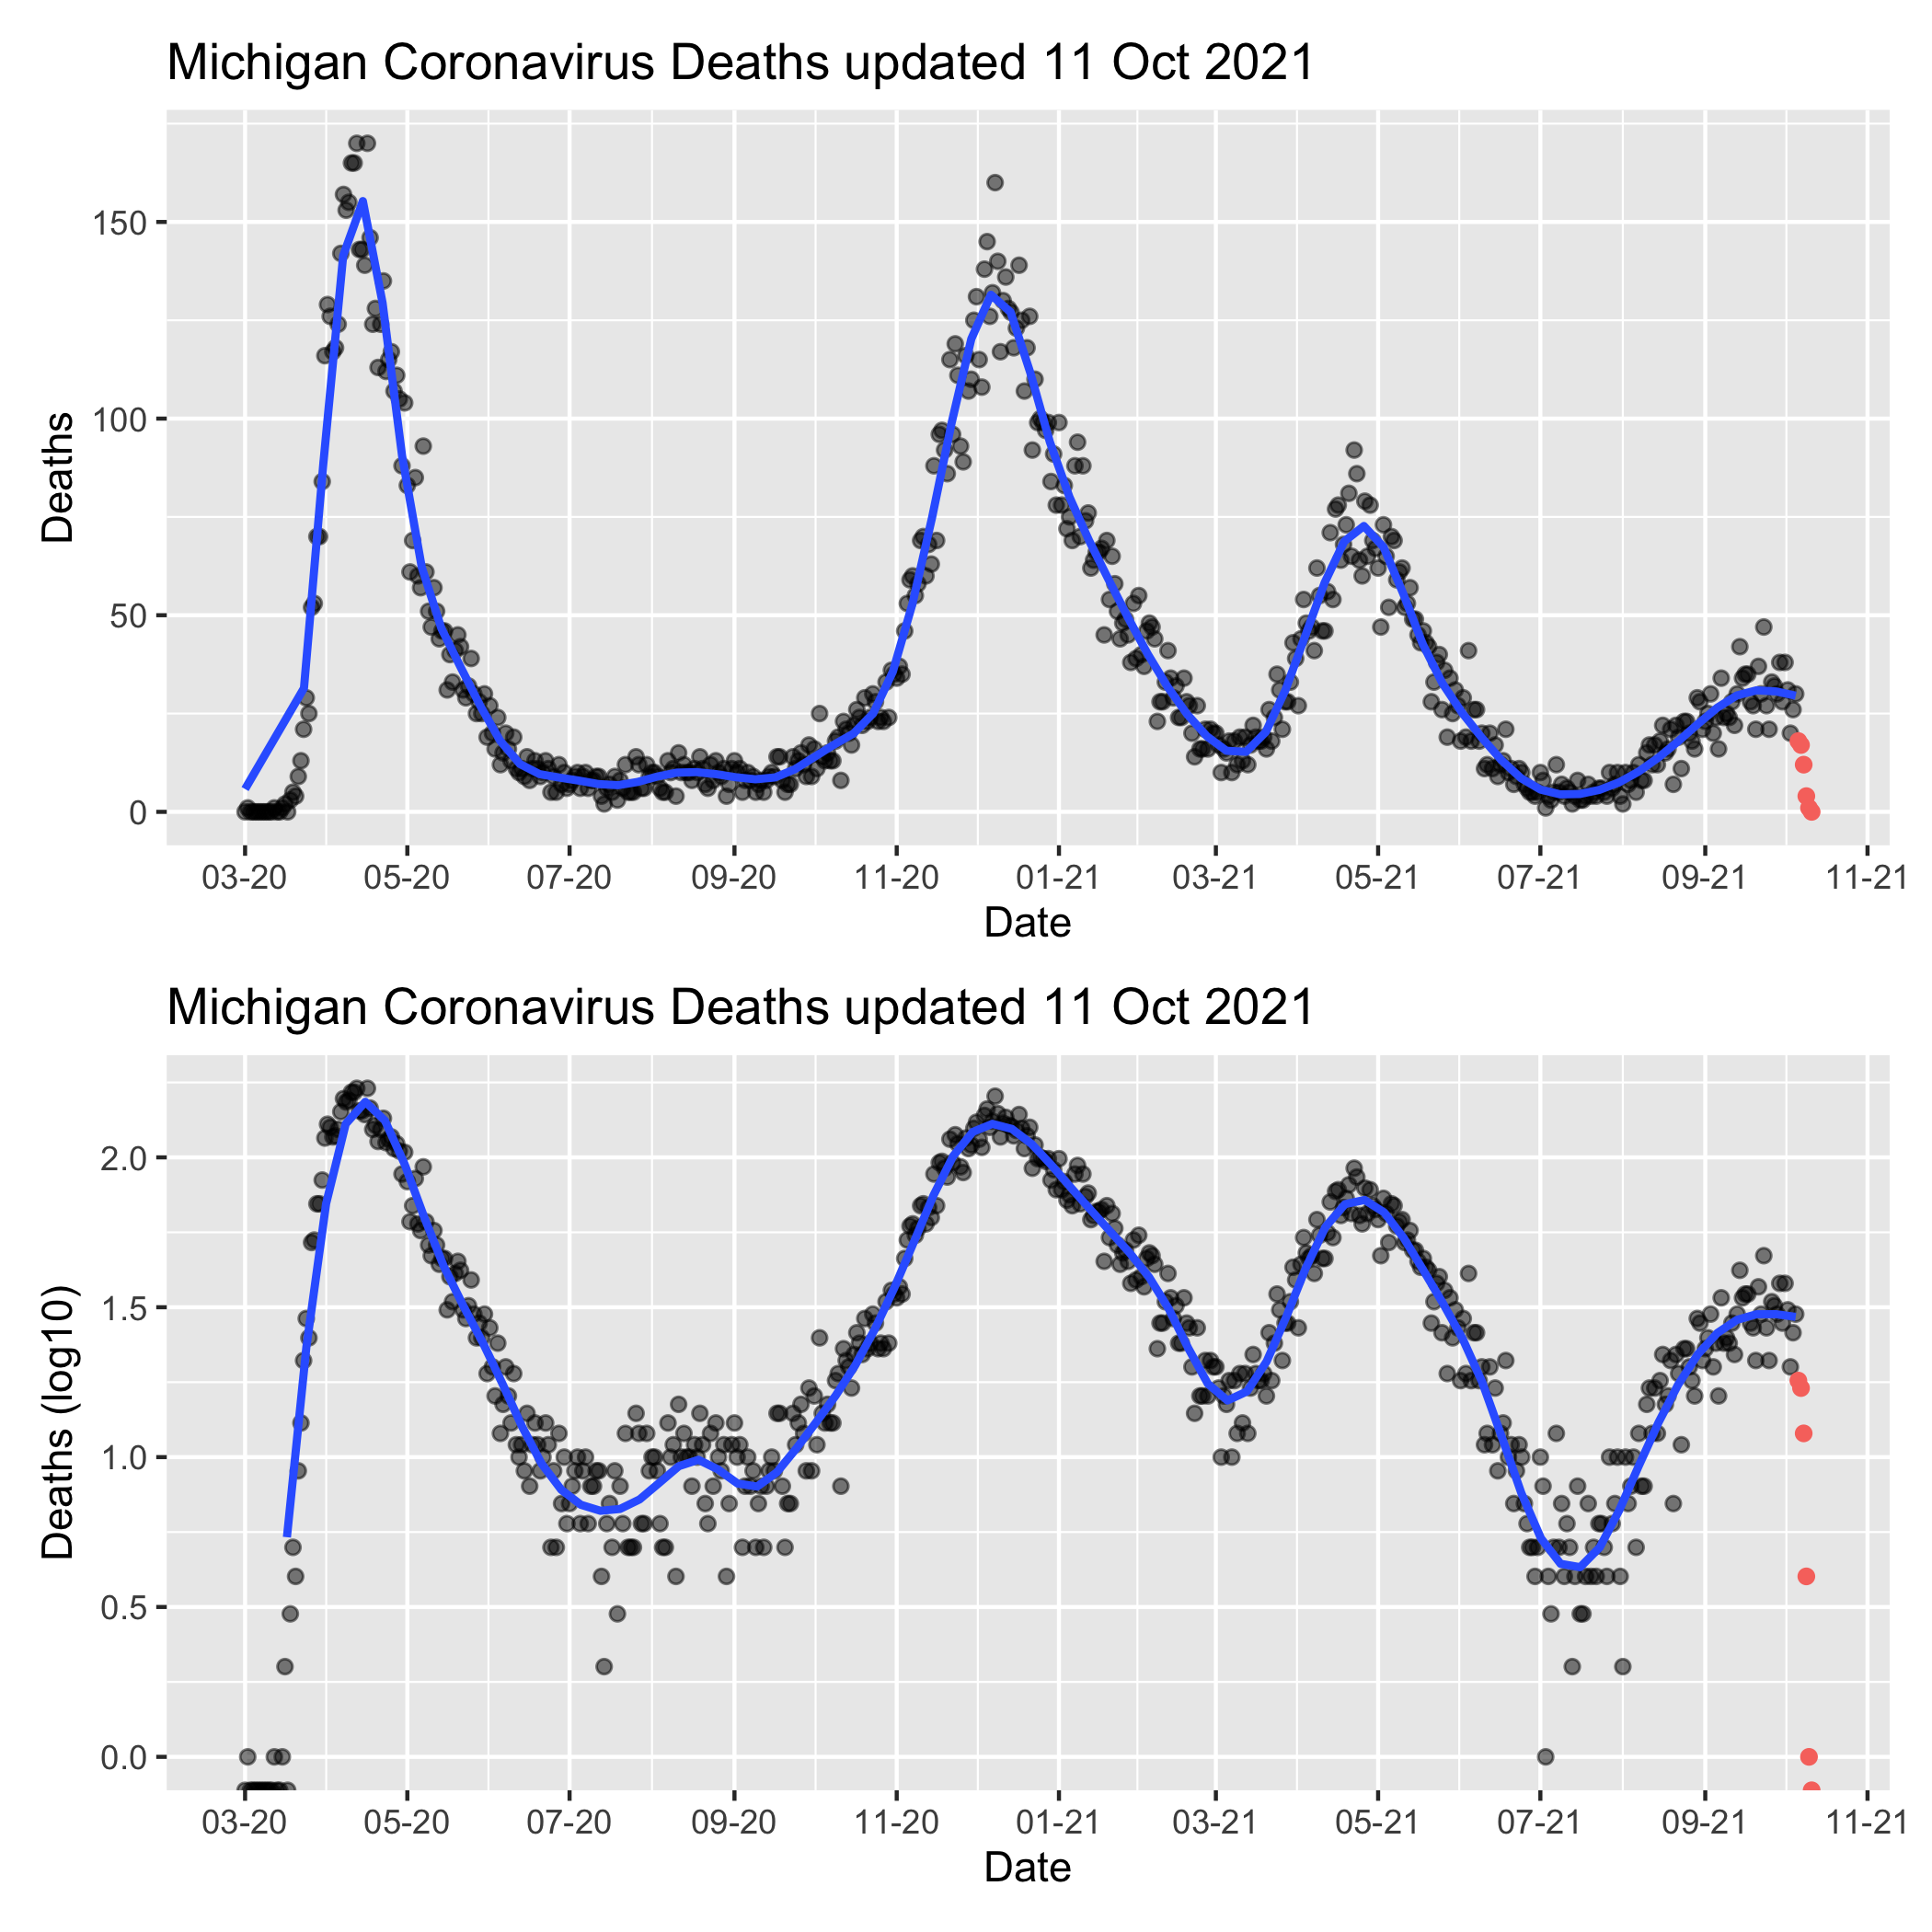 Michigan Coronavirus Deaths updated 11 Oct 2021
Deaths
150
100
50
0
03-20 05-20 07-20 09-20 11-20 01-21 03-21 05-21 07-21 09-21 11-21
Date
Michigan Coronavirus Deaths updated 11 Oct 2021
Deaths (log10)
2.0
1.5
1.0
0.5
0.0
03-20 05-20 07-20 09-20 11-20 01-21 03-21 05-21 07-21 09-21 11-21
Date